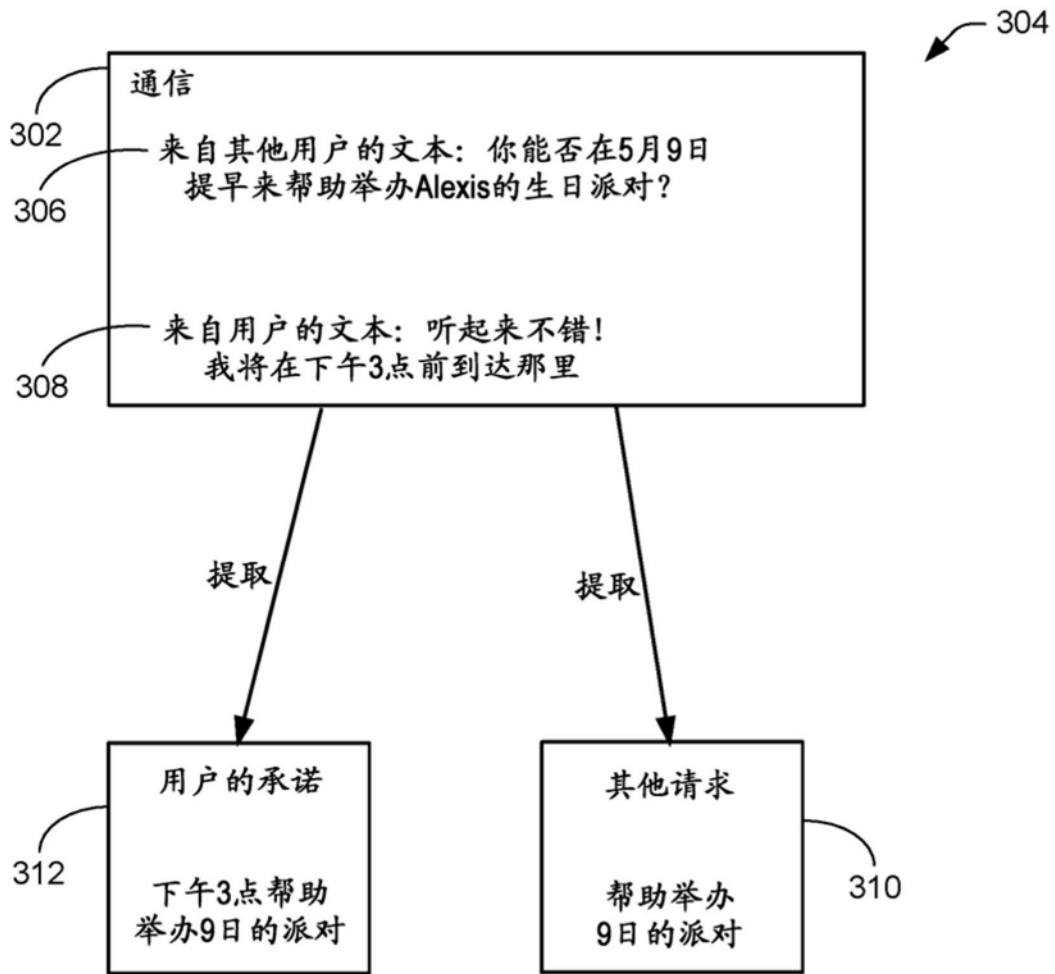 304
通信
302
来自其他用户的文本：你能否在5月9日
306
提早来帮助举办Alexis的生日派对？
来自用户的文本：听起来不错！
308
我将在下午3点前到达那里
提取
提取
用户的承诺
其他请求
312
310
下午3点帮助
举办9日的派对
帮助举办
9日的派对